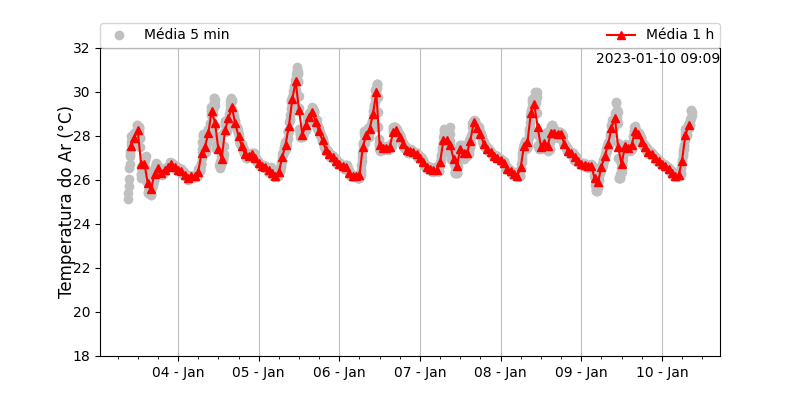 Média 5 min
Média 1 h
2023-01-10 09:09
Temperatura do Ar (°C)
32
30
28
26
24
22
20
18
04 - Jan
05 - Jan
06 - Jan
07 - Jan
08 - Jan
09 - Jan
10 - Jan